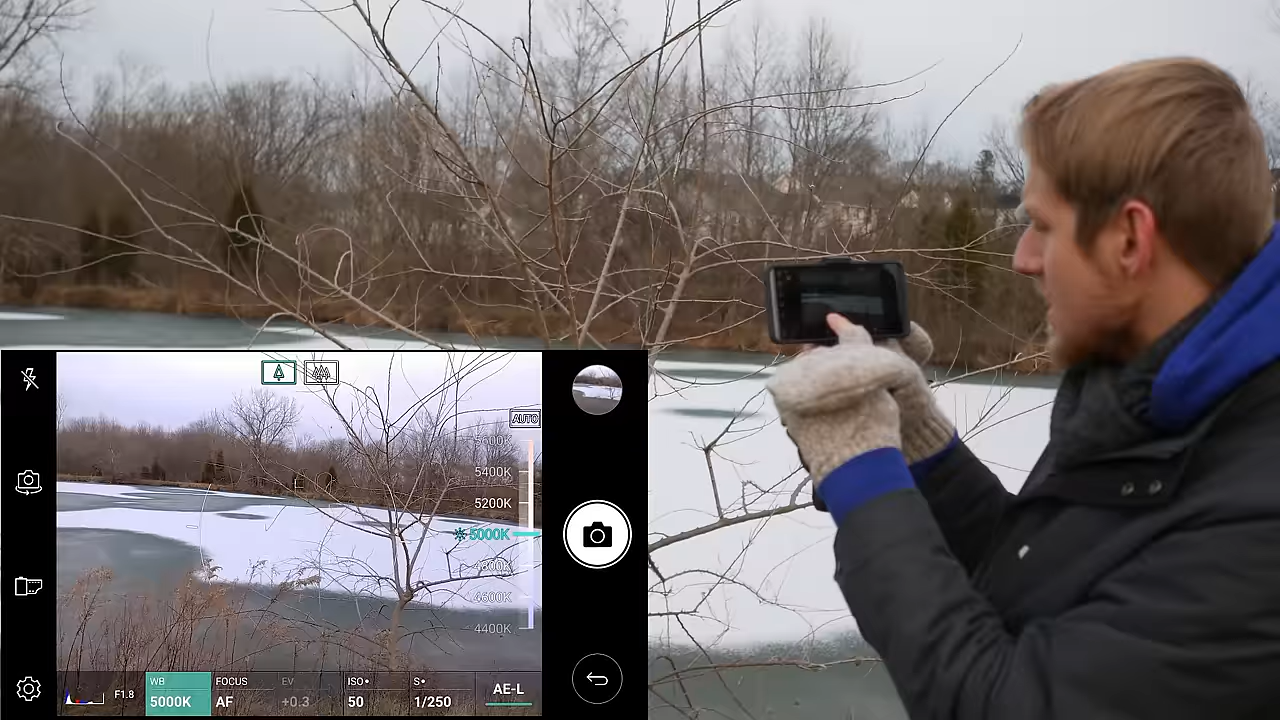 AUTO
5600K
5400K
5200K
5000K
4800K
4600K
4400K
F1.8
WB
5000K
FOCUS
AF
EV
+0.3
ISO
50
S
1/250
AE-L